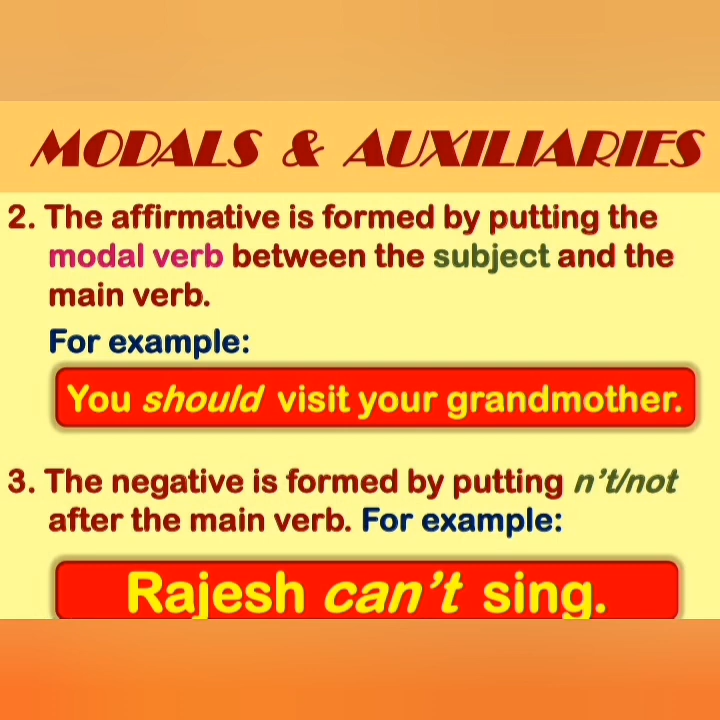 MODALS & AUXILIARIES
2. The affirmative is formed by putting the
modal verb between the subject and the
main verb.
For example:
You should visit your grandmother.
3. The negative is formed by putting n’t/not
after the main verb. For example:
Rajesh can’t sing.